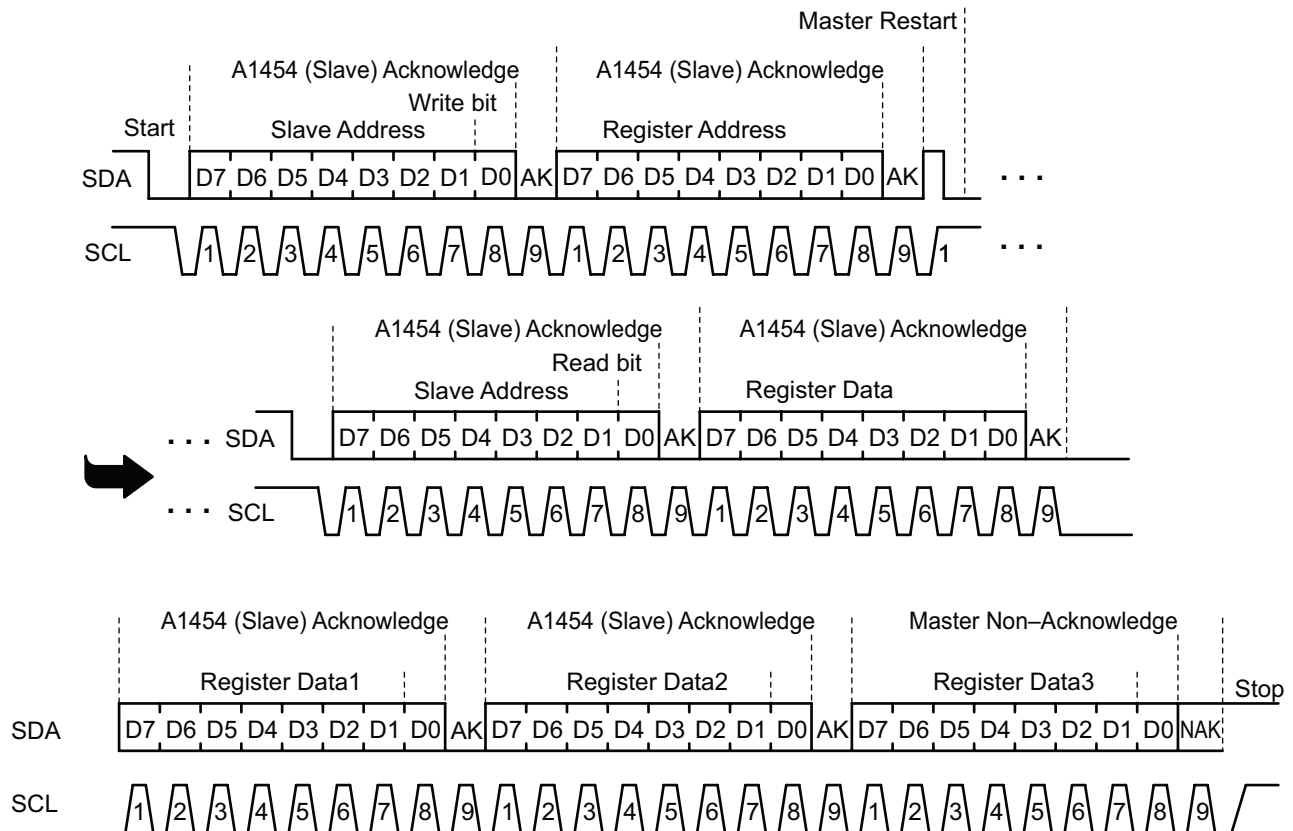 Master Restart
A1454 (Slave) Acknowledge A1454 (Slave) Acknowledge
Write bit
Start Slave Address Register Address
SDA D7 D6 D5 D4 D3 D2 D1 D0 AK D7 D6 D5 D4 D3 D2 D1 D0 AK . . .
SCL 1 2 3 4 5 6 7 8 9 1 2 3 4 5 6 7 8 9 1 . . .
A1454 (Slave) Acknowledge A1454 (Slave) Acknowledge
Read bit
Slave Address Register Data
. . . SDA D7 D6 D5 D4 D3 D2 D1 D0 AK D7 D6 D5 D4 D3 D2 D1 D0 AK
. . . SCL 1 2 3 4 5 6 7 8 9 1 2 3 4 5 6 7 8 9
A1454 (Slave) Acknowledge A1454 (Slave) Acknowledge Master Non–Acknowledge
Register Data1 Register Data2 Register Data3 Stop
SDA D7 D6 D5 D4 D3 D2 D1 D0 AK D7 D6 D5 D4 D3 D2 D1 D0 AK D7 D6 D5 D4 D3 D2 D1 D0 NAK
SCL 1 2 3 4 5 6 7 8 9 1 2 3 4 5 6 7 8 9 1 2 3 4 5 6 7 8 9